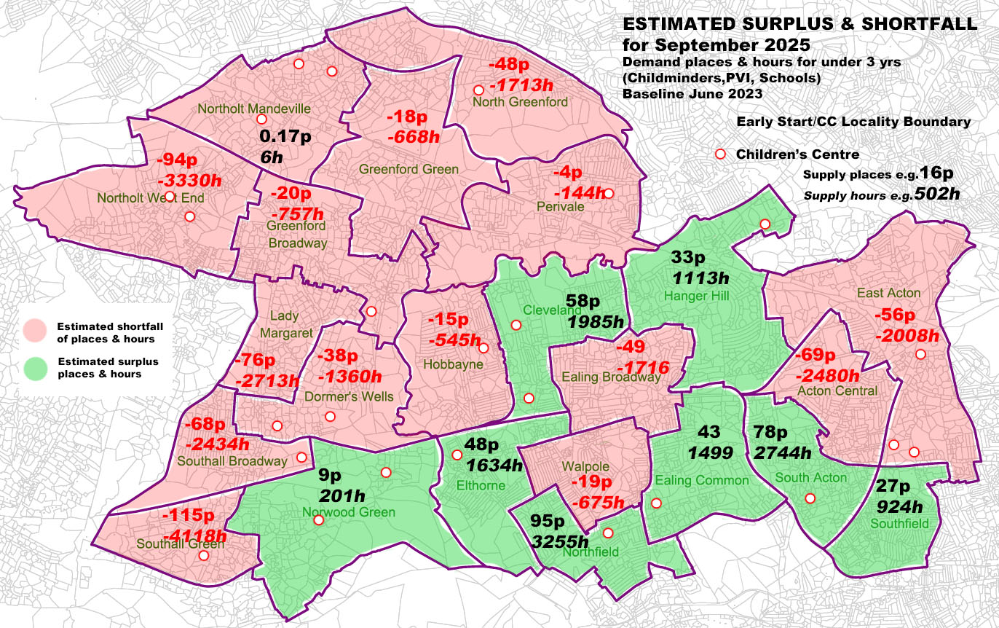 ESTIMATED SURPLUS & SHORTFALL
for September 2025
Demand places & hours for under 3 yrs
(Childminders,PVI, Schools)
Baseline June 2023
Early Start/CC Locality Boundary
Children's Centre
Supply places e.g.16p
Supply hours e.g.502h
-48p
-1713h
North Greenford
Northolt Mandeville
0.17p
6h
-18p
-668h
Greenford Green
-94p
-3330h
Northolt West End
-20p
-757h
Greenford
Broadway
-4p
-144h
Perivale
33p
1113h
Hanger Hill
East Acton
-56p
-2008h
58p
Cleveland
1985h
Lady
Margaret
-76p
-2713h
-15p
-545h
Hobbayne
-38p
-1360h
Dormer's Wells
-49
-1716
Ealing Broadway
-69p
-2480h
Acton Central
Estimated shortfall
of places & hours
Estimated surplus
places & hours
-68p
-2434h
Southall Broadway
9p
201h
Norwood Green
48p
1634h
Elthorne
Walpole
-19p
-675h
43
1499
Ealing Common
78p
2744h
South Acton
27p
924h
Southfield
-115p
-4118h
Southall Green
95p
3255h
Northfield